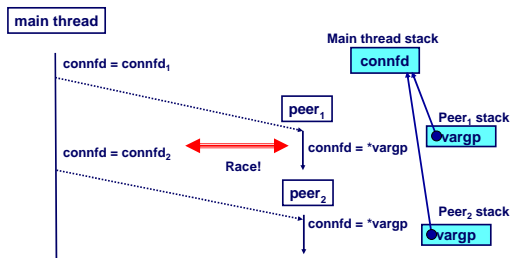 main thread
Main thread stack
connfd
connfd = connfd₁
peer₁
Peer₁ stack
vargp
connfd = *vargp
connfd = connfd₂
Race!
peer₂
Peer₂ stack
connfd = *vargp
vargp